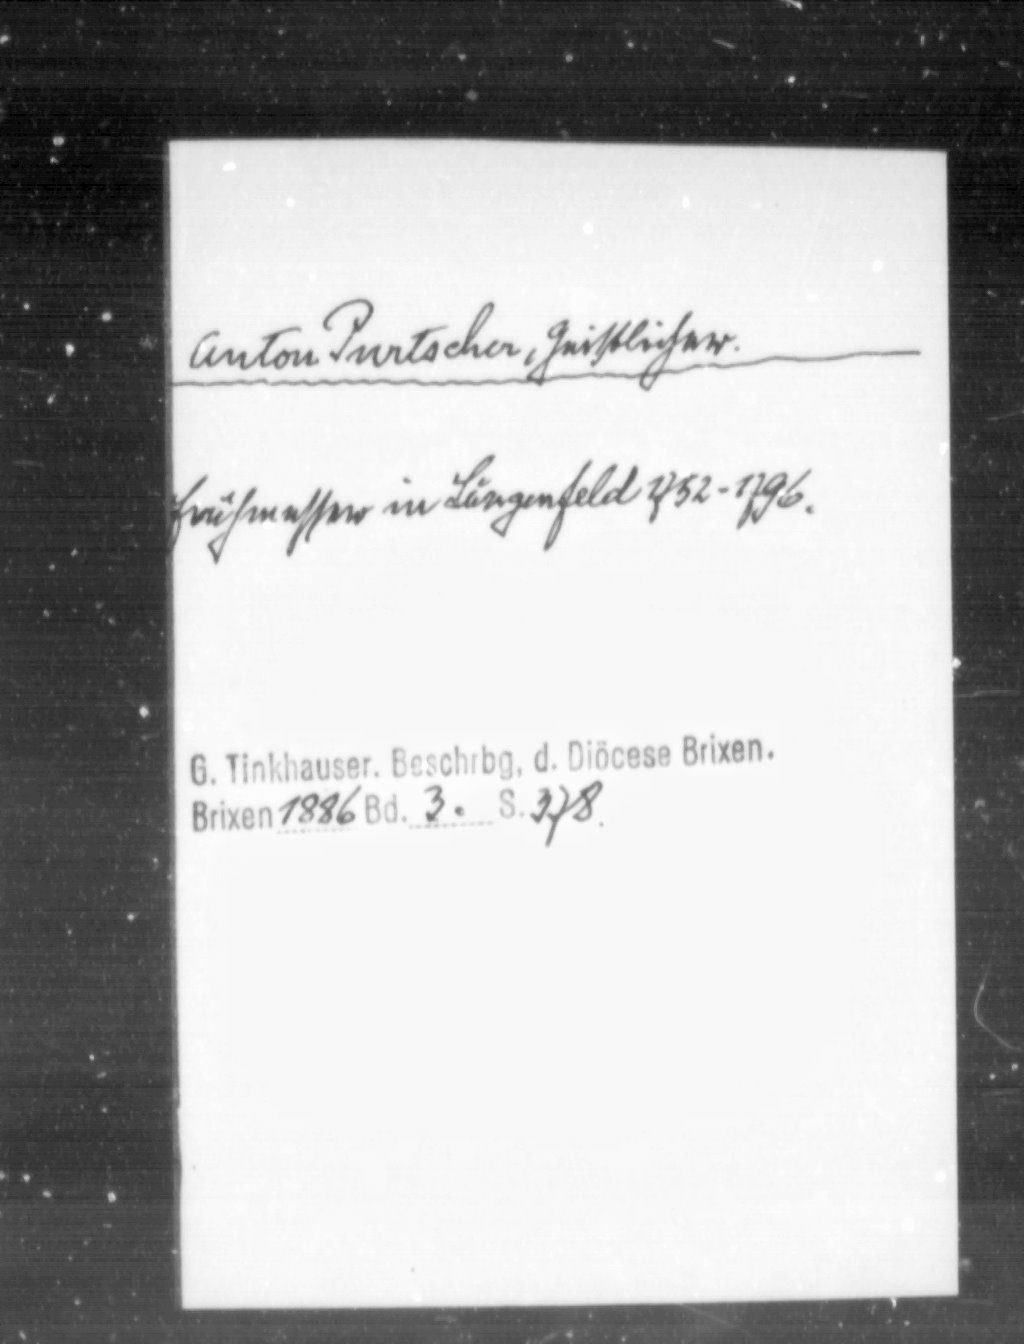 Anton Purtscher, Geistlicher.
Frühmesser in Längenfeld 1752-1796.
G. Tinkhauser. Beschrbg. d. Diöcese Brixen.
Brixen 1886 Bd. 3. S. 378.